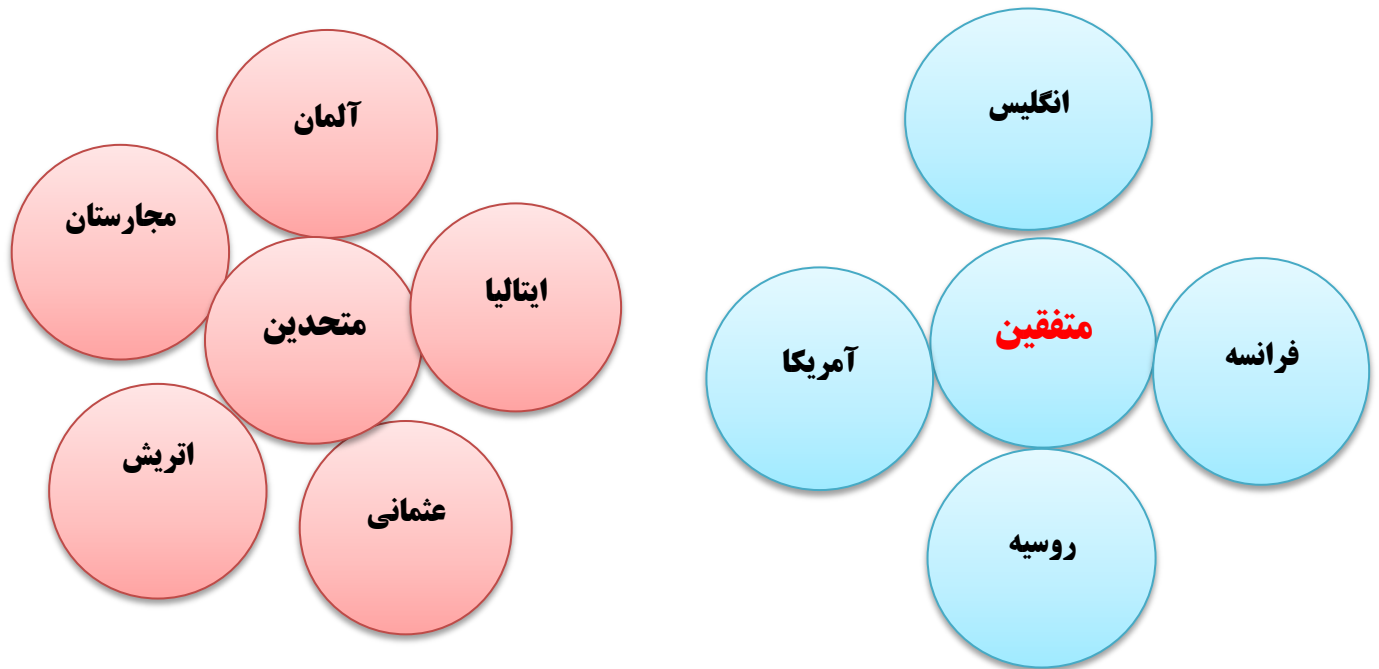 انگلیس
متفقین
فرانسه
آمریکا
روسیه
آلمان
مجارستان
ایتالیا
متحدین
اتریش
عثمانی